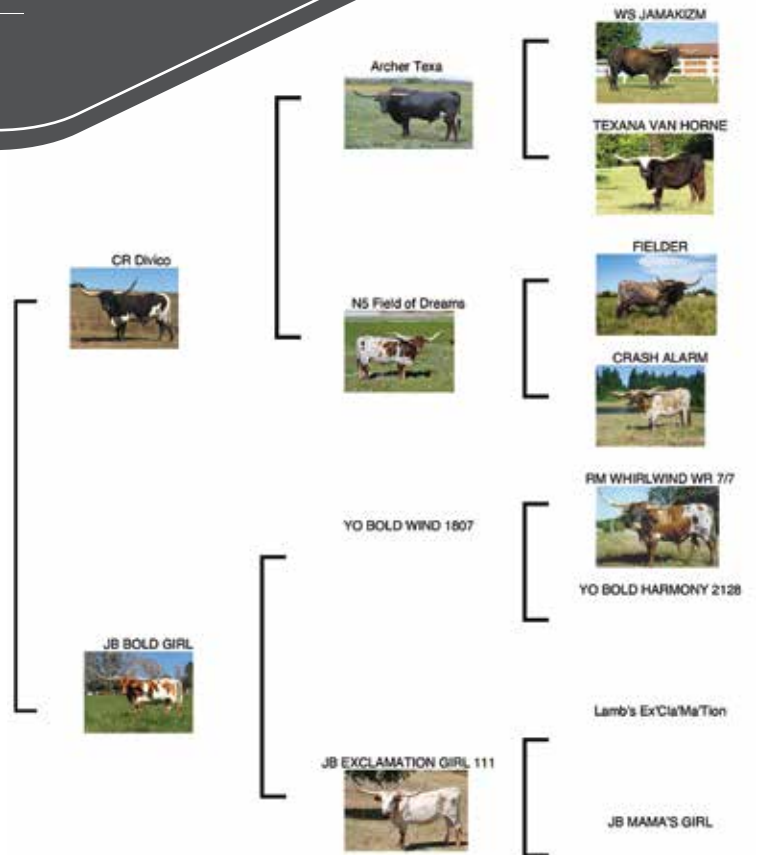 WS JAMAKIZM
Archer Texa
TEXANA VAN HORNE
CR Divico
FIELDER
N5 Field of Dreams
CRASH ALARM
RM WHIRLWIND WR 7/7
YO BOLD WIND 1807
YO BOLD HARMONY 2128
JB BOLD GIRL
Lamb's Ex'Cla'Ma'Tion
JB EXCLAMATION GIRL 111
JB MAMA'S GIRL